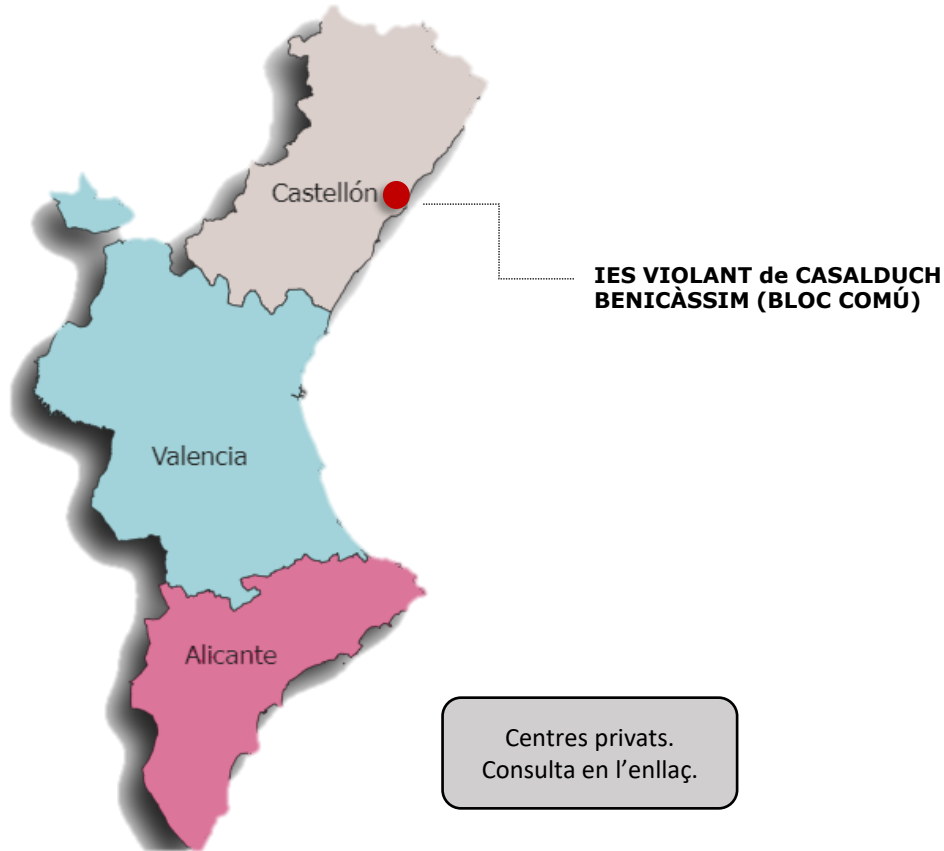 Castellón
IES VIOLANT de CASALDUCH
BENICÀSSIM (BLOC COMÚ)
Valencia
Alicante
Centres privats.
Consulta en l’enllaç.